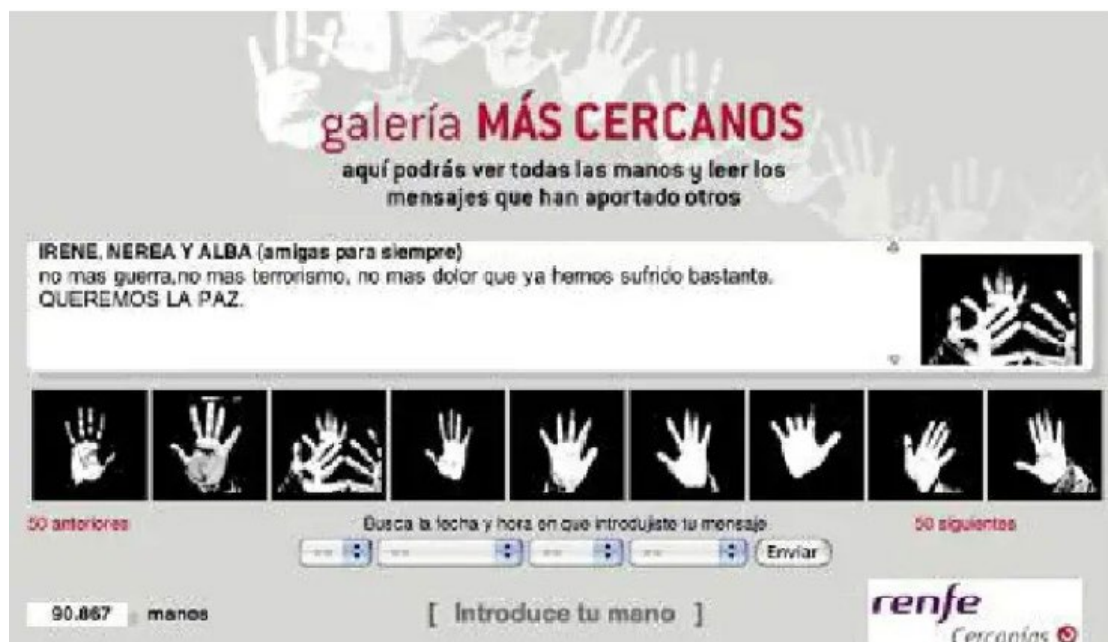 galería MÁS CERCANOS
aquí podrás ver todas las manos y leer los
mensajes que han aportado otros
IRENE, NEREA Y ALBA (amigas para siempre)
no mas guerra,no mas terrorismo, no mas dolor que ya hemos sufrido bastante.
QUEREMOS LA PAZ.
50 anteriores
Busca la fecha y hora en que introdujiste tu mensaje
50 siguientes
-- -- -- -- Enviar
90.867 manos
[ Introduce tu mano ]
renfe
Cercanías